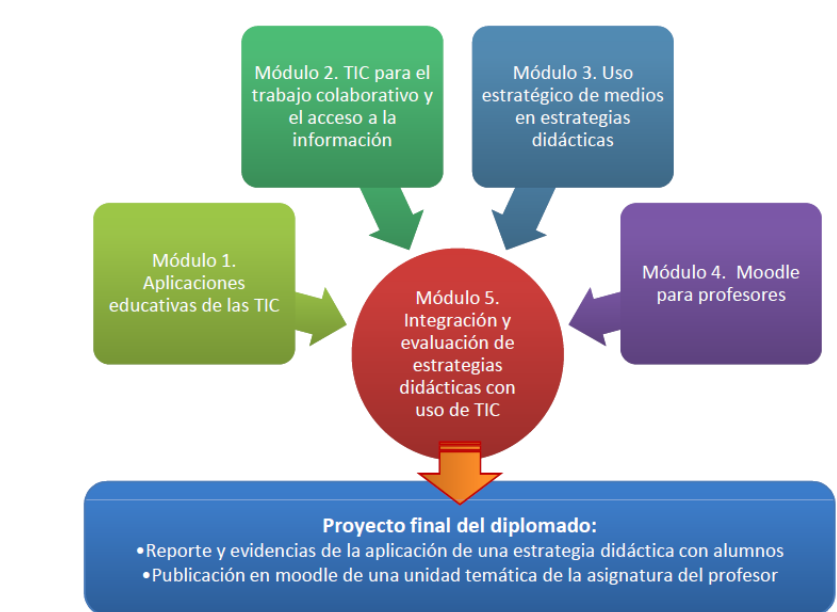 Módulo 2. TIC para el
trabajo colaborativo y
el acceso a la
información
Módulo 3. Uso
estratégico de medios
en estrategias
didácticas
Módulo 1.
Aplicaciones
educativas de las TIC
Módulo 4.  Moodle
para profesores
Módulo 5.
Integración y
evaluación de
estrategias
didácticas con
uso de TIC
Proyecto final del diplomado:
•Reporte y evidencias de la aplicación de una estrategia didáctica con alumnos
•Publicación en moodle de una unidad temática de la asignatura del profesor